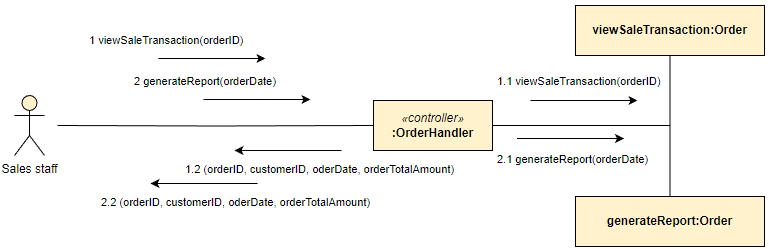 viewSaleTransaction:Order
1 viewSaleTransaction(orderID)
2 generateReport(orderDate)
1.1 viewSaleTransaction(orderID)
«controller»
:OrderHandler
Sales staff
1.2 (orderID, customerID, oderDate, orderTotalAmount)
2.1 generateReport(orderDate)
2.2 (orderID, customerID, oderDate, orderTotalAmount)
generateReport:Order